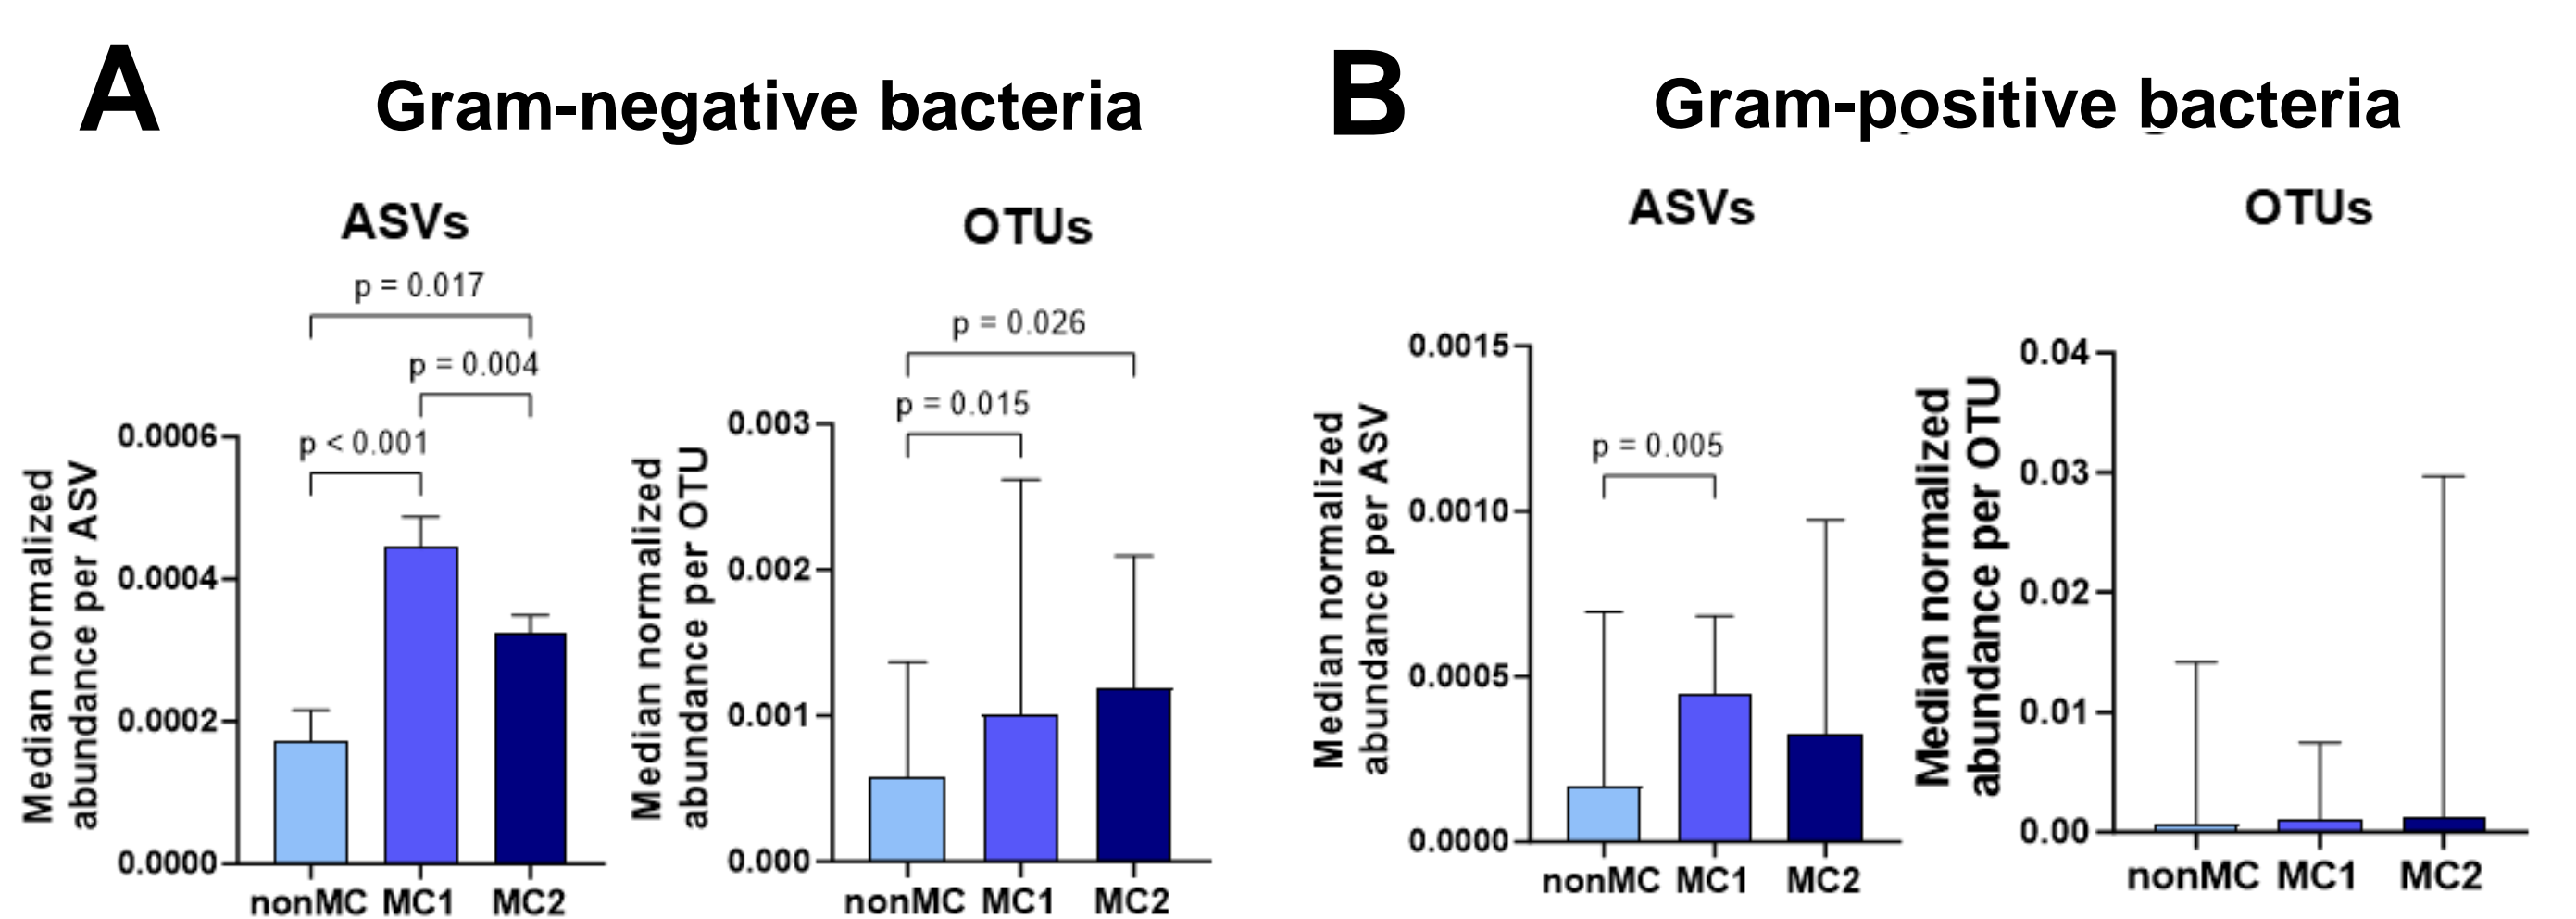 A
Gram-negative bacteria
ASVs
p = 0.017
p = 0.004
p < 0.001
Median normalized
abundance per ASV
0.0006
0.0004
0.0002
0.0000
nonMC MC1 MC2
OTUs
p = 0.026
p = 0.015
Median normalized
abundance per OTU
0.003
0.002
0.001
0.000
nonMC MC1 MC2
B
Gram-positive bacteria
ASVs
p = 0.005
Median normalized
abundance per ASV
0.0015
0.0010
0.0005
0.0000
nonMC MC1 MC2
OTUs
Median normalized
abundance per OTU
0.04
0.03
0.02
0.01
0.00
nonMC MC1 MC2